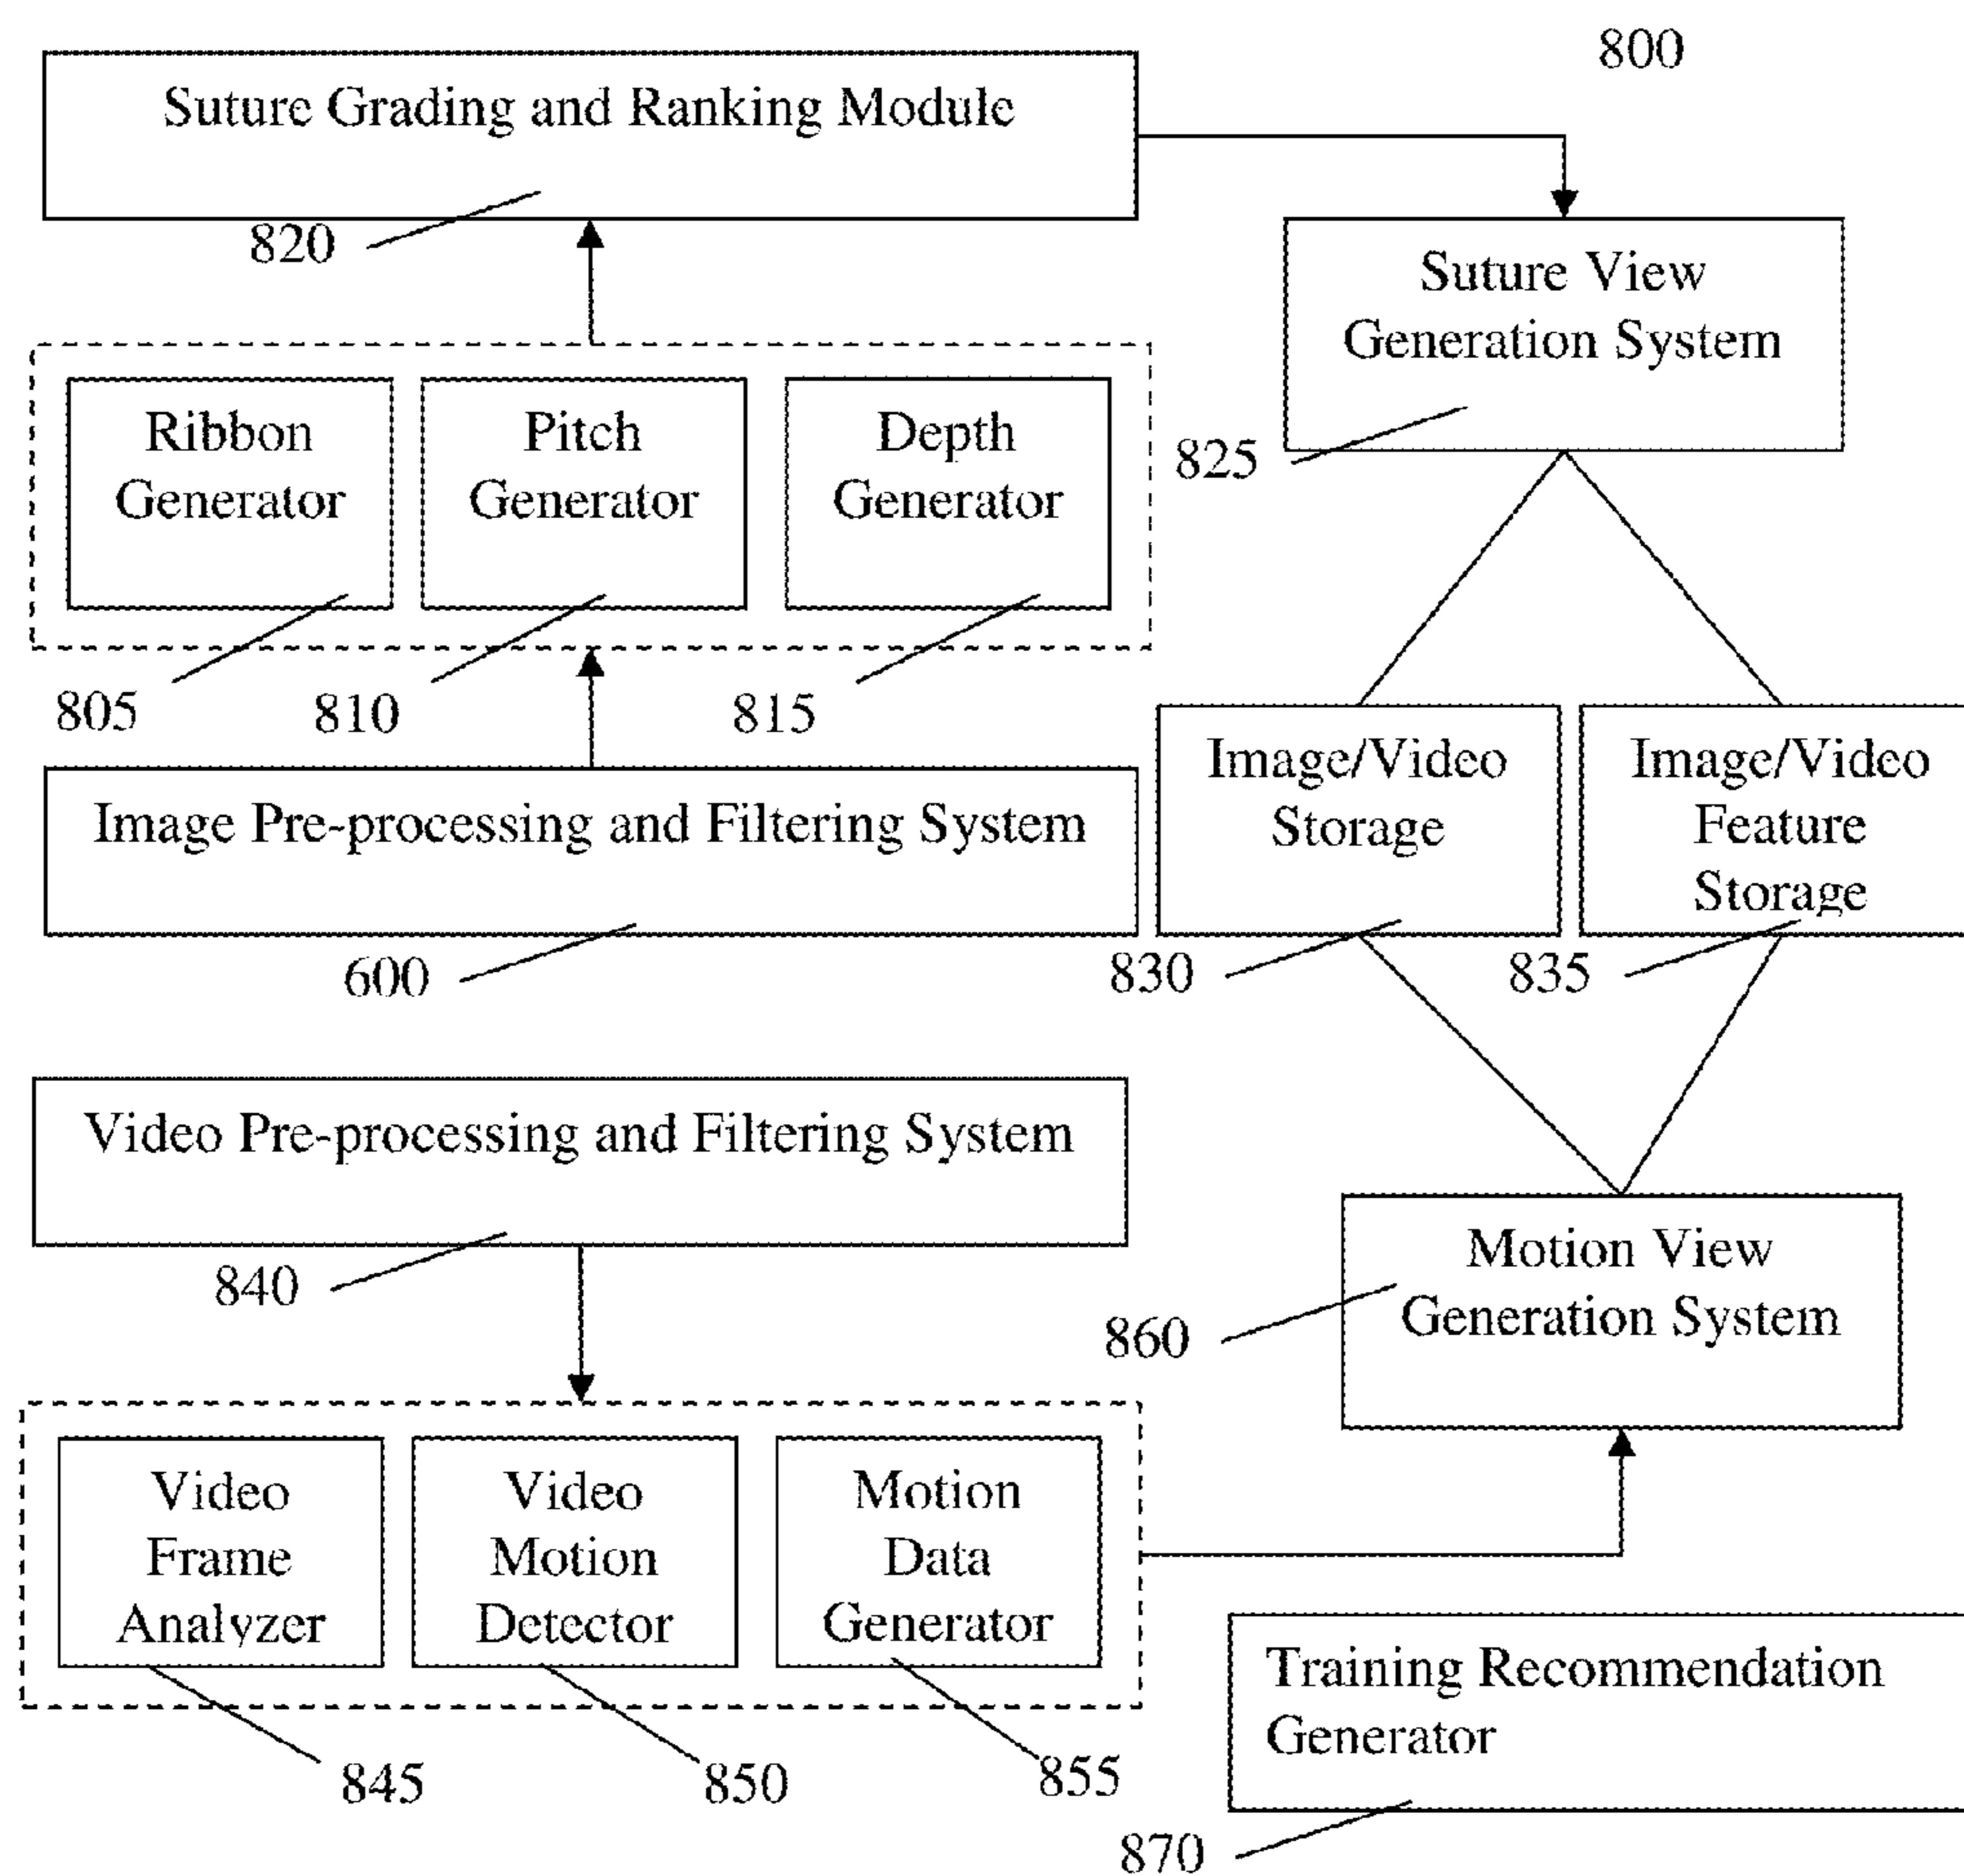 800
Suture Grading and Ranking Module
820
Suture View
Generation System
825
Ribbon
Generator
805
Pitch
Generator
810
Depth
Generator
815
Image Pre-processing and Filtering System
600
Image/Video
Storage
830
Image/Video
Feature
Storage
835
Video Pre-processing and Filtering System
840
Motion View
Generation System
860
Video
Frame
Analyzer
845
Video
Motion
Detector
850
Motion
Data
Generator
855
Training Recommendation
Generator
870